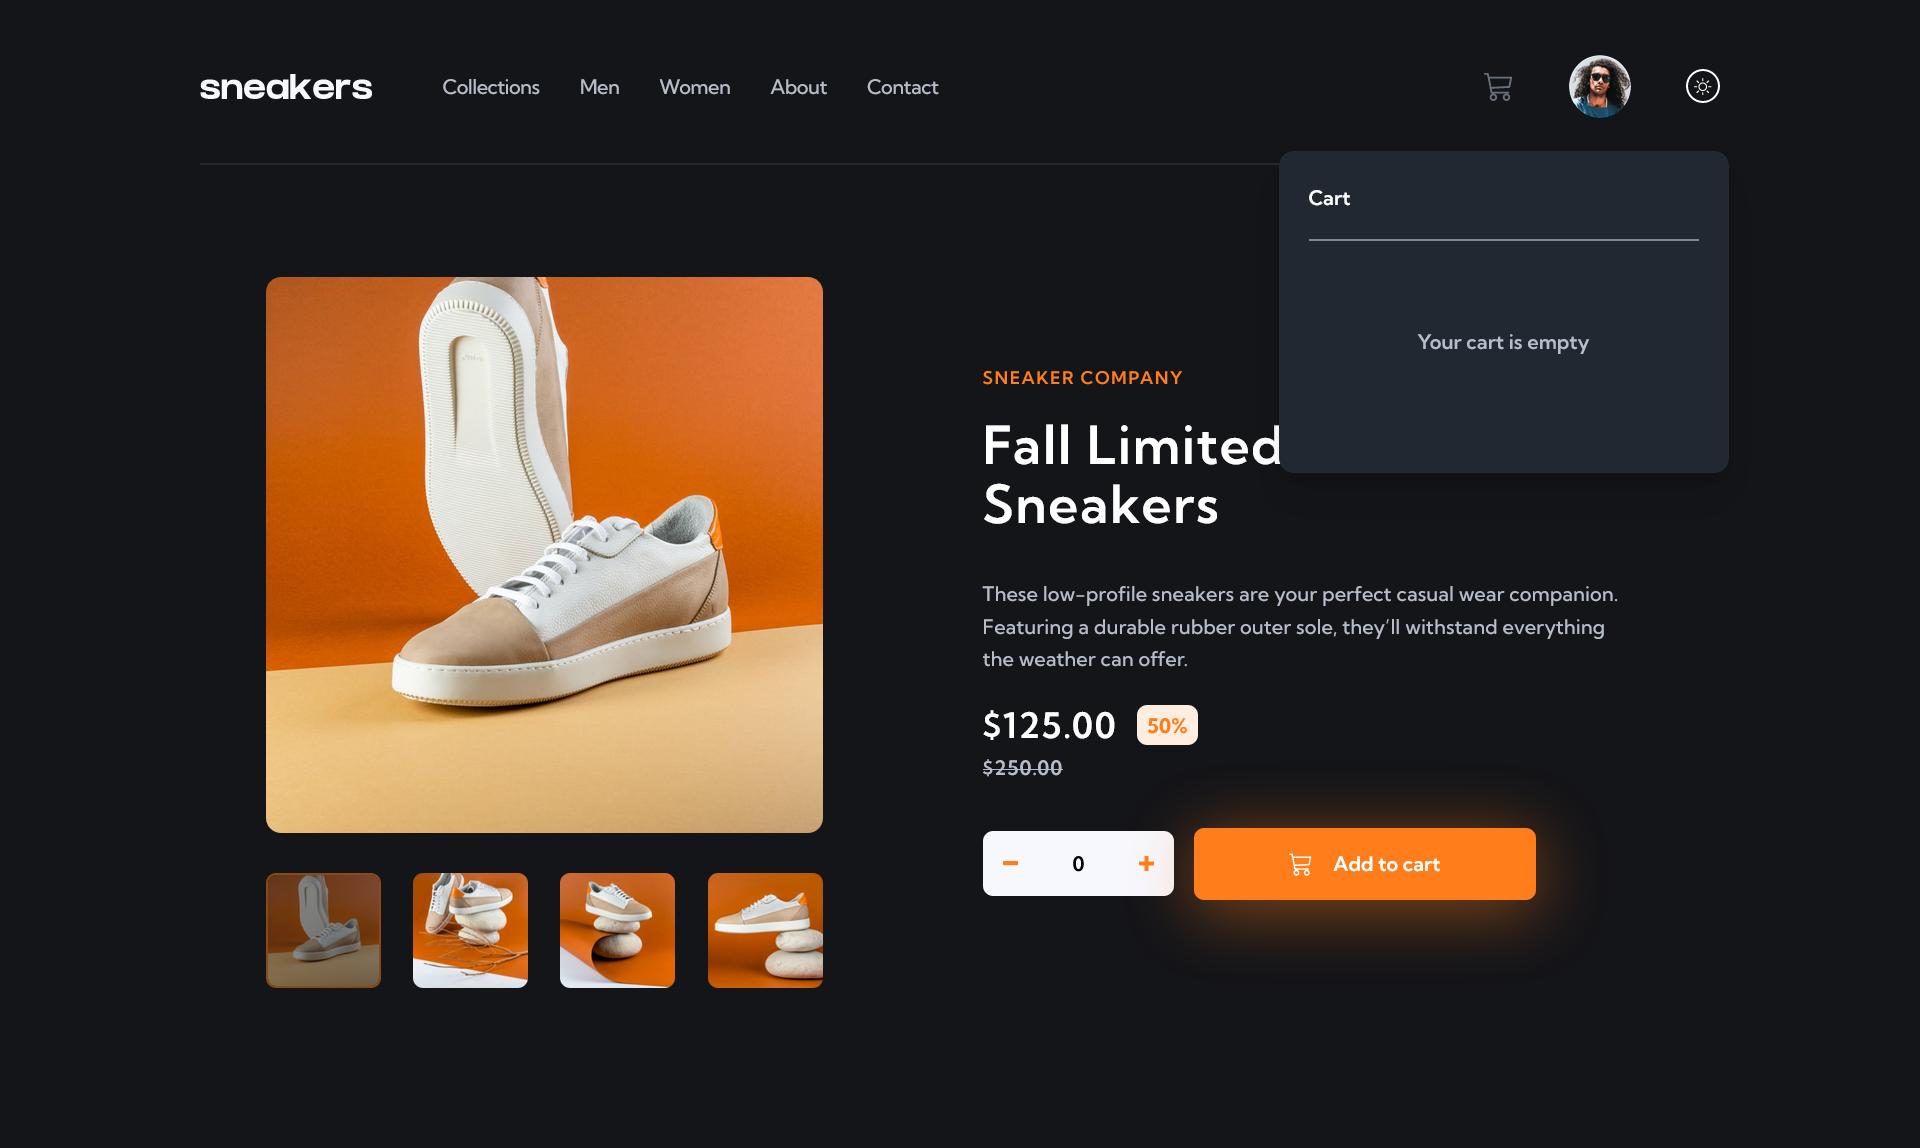 sneakers
Collections
Men
Women
About
Contact
Cart
Your cart is empty
SNEAKER COMPANY
Fall Limited
Sneakers
These low-profile sneakers are your perfect casual wear companion.
Featuring a durable rubber outer sole, they’ll withstand everything
the weather can offer.
$125.00
50%
$250.00
0
Add to cart